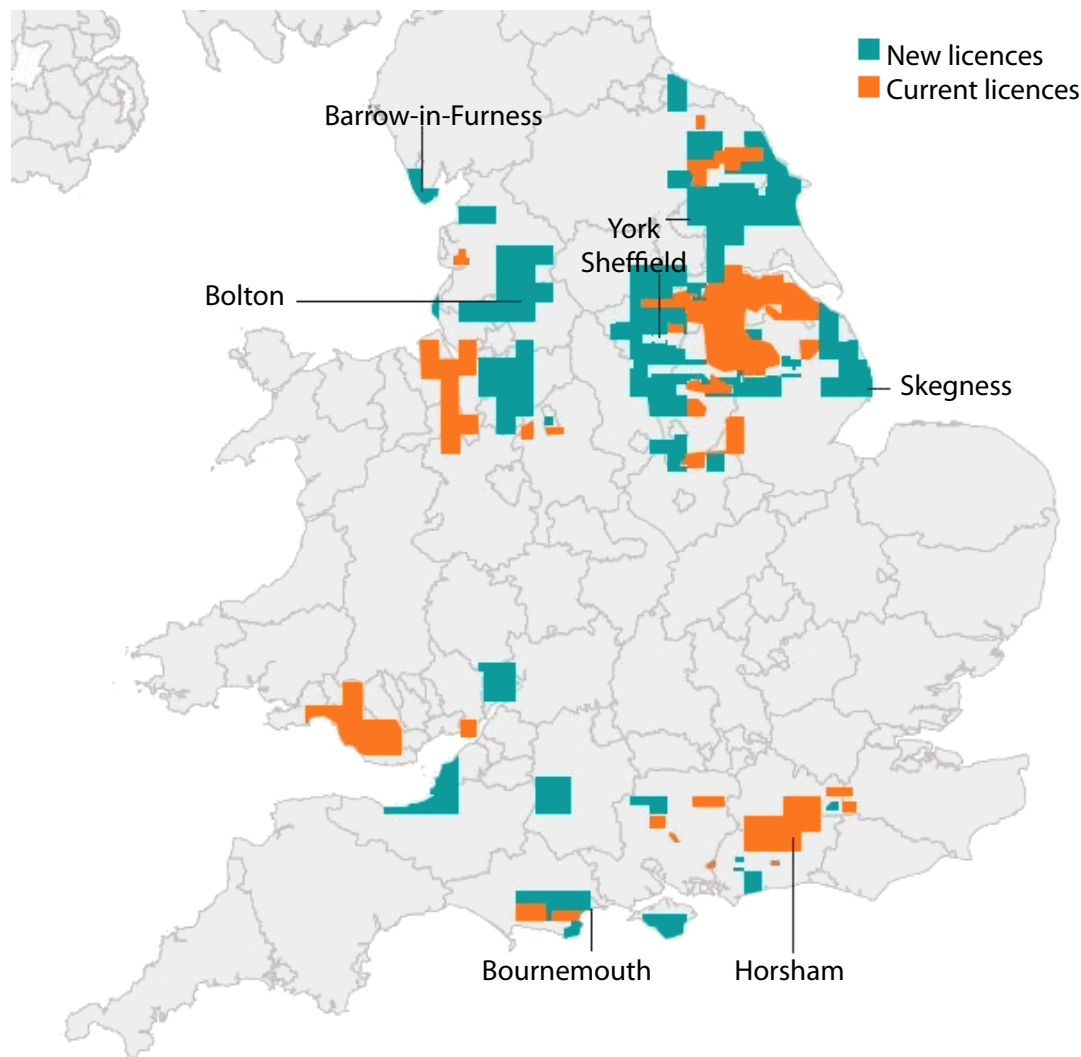 New licences
Current licences
Barrow-in-Furness
York
Sheffield
Bolton
Skegness
Bournemouth
Horsham